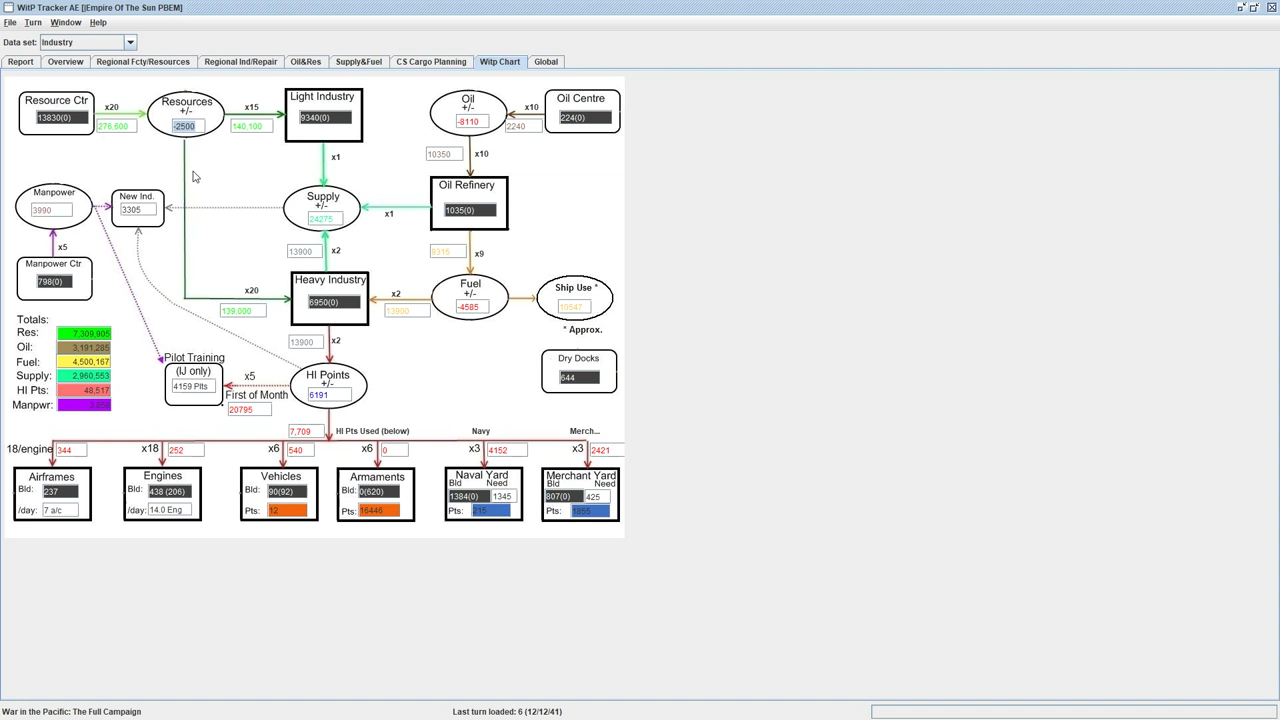 WitP Tracker AE [|Empire Of The Sun PBEM]
File Turn Window Help
Data set: Industry
Report Overview Regional Fcty/Resources Regional Ind/Repair Oil&Res Supply&Fuel CS Cargo Planning Witp Chart Global
Resource Ctr
13830(0)
x20
276,600
Resources
+/-
-2500
x15
140,100
Light Industry
9340(0)
Oil
+/-
-8110
x10
2240
Oil Centre
224(0)
x1
10350
x10
Oil Refinery
1035(0)
Manpower
3990
New Ind.
3305
Supply
+/-
24275
x1
x5
Manpower Ctr
798(0)
13900
x2
9315
x9
Heavy Industry
6950(0)
x20
139,000
x2
13900
Fuel
+/-
-4585
Ship Use *
10547
* Approx.
Totals:
Res: 7,309,905
Oil: 3,191,285
Fuel: 4,500,167
Supply: 2,960,553
HI Pts: 48,517
Manpwr:
13900
x2
Pilot Training
(IJ only)
4159 Plts
x5
First of Month
20795
HI Points
+/-
6191
Dry Docks
644
7,709
HI Pts Used (below)
Navy
Merch...
18/engine 344
x18 252
x6 540
x6 0
x3 4152
x3 2421
Airframes
Bld: 237
/day: 7 a/c
Engines
Bld: 438 (206)
/day: 14.0 Eng
Vehicles
Bld: 90(92)
Pts: 12
Armaments
Bld: 0(620)
Pts: 16446
Naval Yard
Bld Need
1384(0) 1345
Pts: 215
Merchant Yard
Bld Need
807(0) 425
Pts: 1855
War in the Pacific: The Full Campaign
Last turn loaded: 6 (12/12/41)